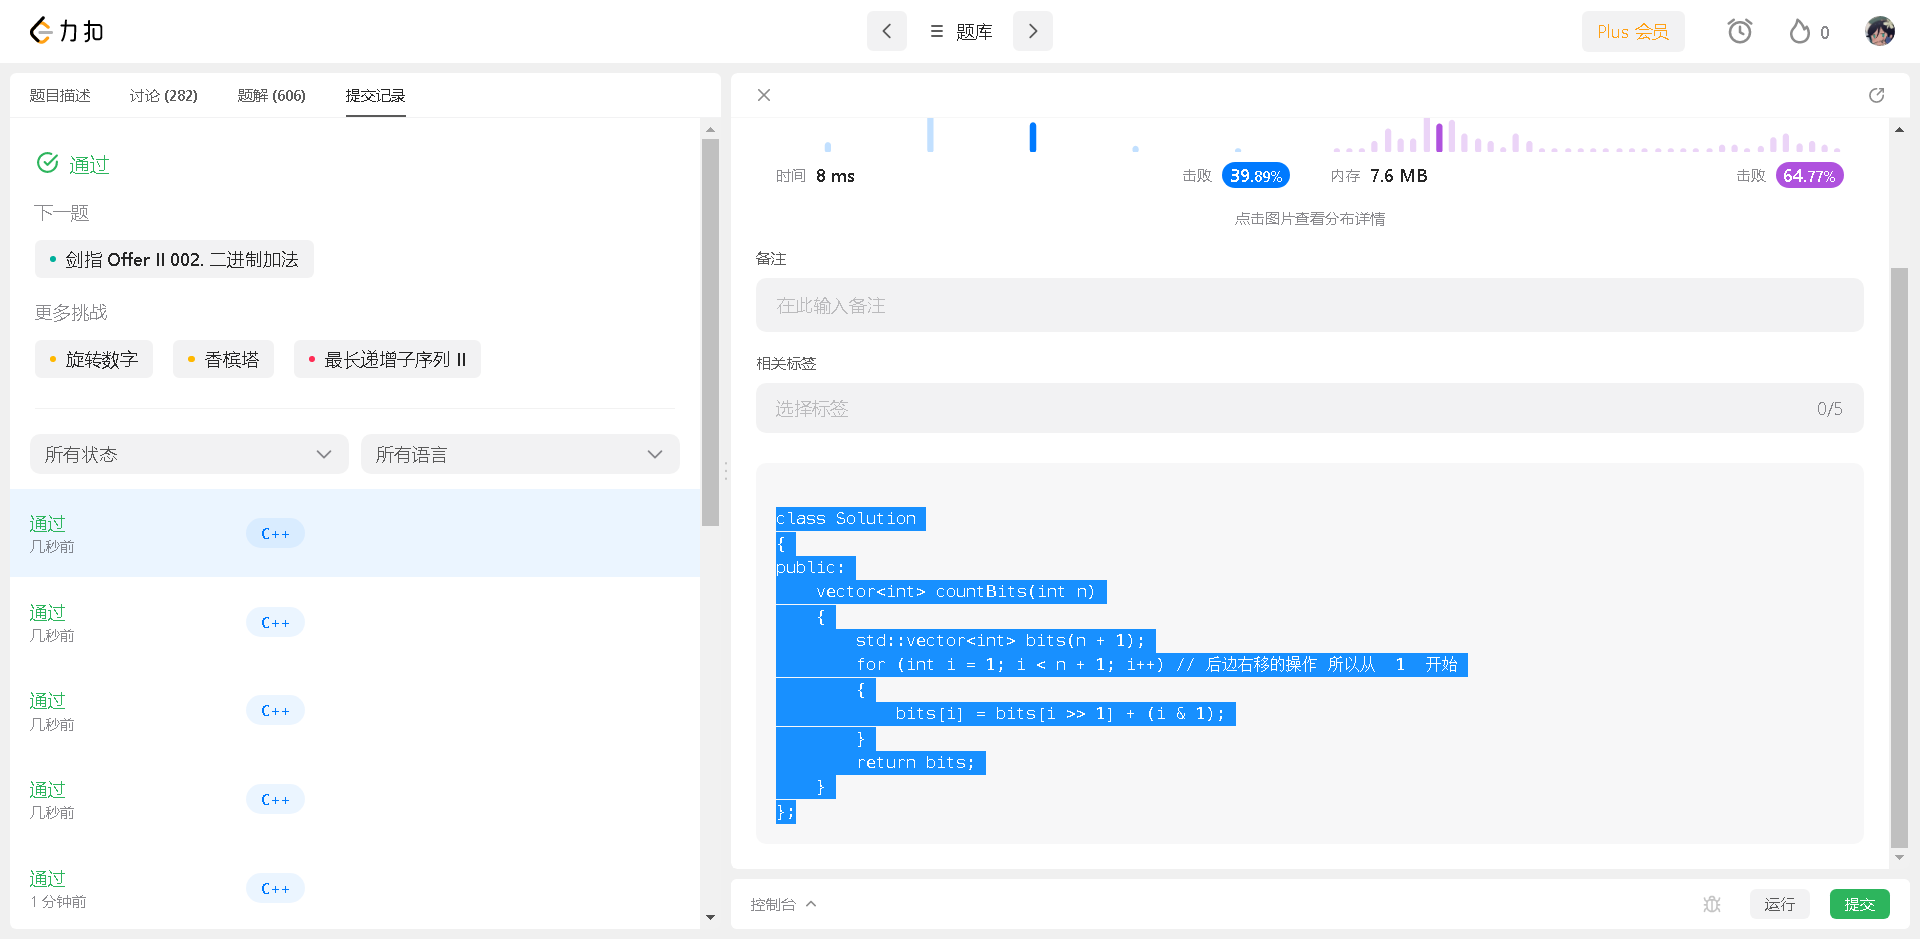 力扣
题库
Plus 会员
0
题目描述
讨论 (282)
题解 (606)
提交记录
通过
下一题
剑指 Offer II 002. 二进制加法
更多挑战
旋转数字
香槟塔
最长递增子序列 II
所有状态
所有语言
通过
几秒前
C++
通过
几秒前
C++
通过
几秒前
C++
通过
几秒前
C++
通过
1 分钟前
C++
时间 8 ms
击败 39.89%
内存 7.6 MB
击败 64.77%
点击图片查看分布详情
备注
在此输入备注
相关标签
选择标签
0/5
class Solution
{
public:
    vector<int> countBits(int n)
    {
        std::vector<int> bits(n + 1);
        for (int i = 1; i < n + 1; i++) // 后边右移的操作 所以从  1  开始
        {
            bits[i] = bits[i >> 1] + (i & 1);
        }
        return bits;
    }
};
控制台
运行
提交